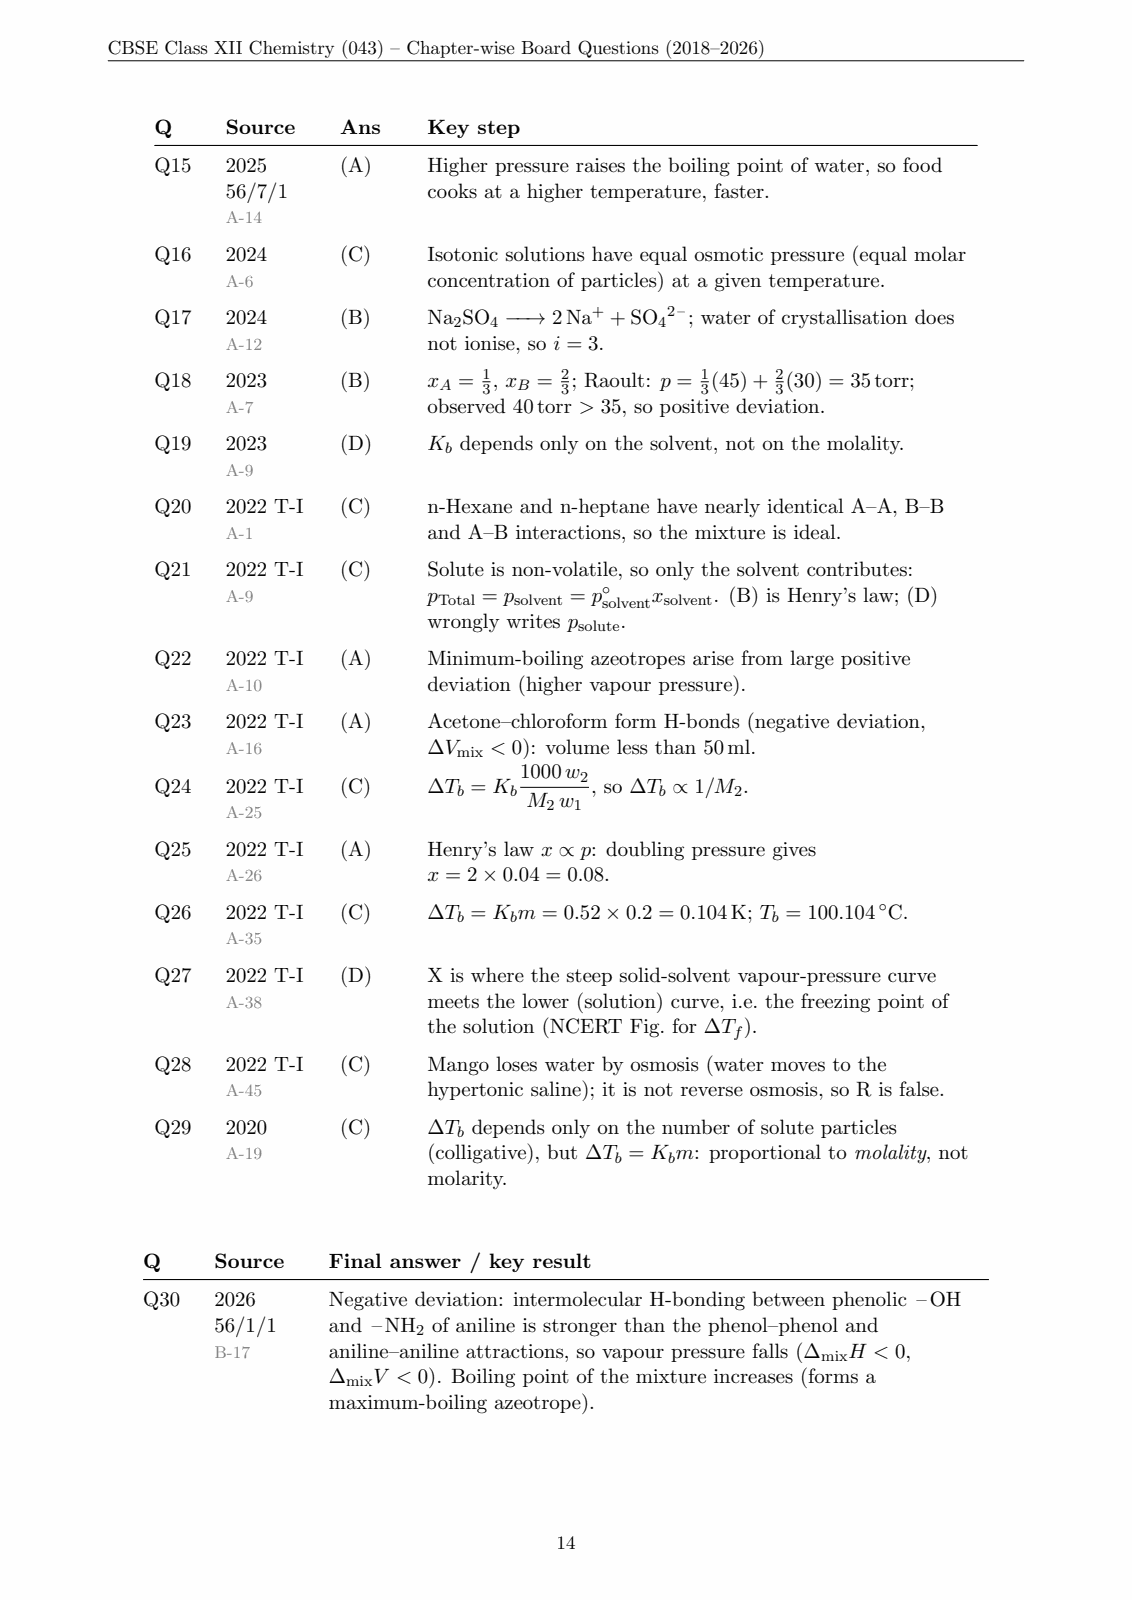 CBSE Class XII Chemistry (043) – Chapter-wise Board Questions (2018–2026)
Q Source Ans Key step
Q15 2025 (A) Higher pressure raises the boiling point of water, so food
56/7/1 cooks at a higher temperature, faster.
A-14
Q16 2024 (C) Isotonic solutions have equal osmotic pressure (equal molar
A-6 concentration of particles) at a given temperature.
Q17 2024 (B) Na₂SO₄ ⟶ 2 Na⁺ + SO₄²⁻; water of crystallisation does
A-12 not ionise, so i = 3.
Q18 2023 (B) x_A = 1/3, x_B = 2/3; Raoult: p = 1/3(45) + 2/3(30) = 35 torr;
A-7 observed 40 torr > 35, so positive deviation.
Q19 2023 (D) K_b depends only on the solvent, not on the molality.
A-9
Q20 2022 T-I (C) n-Hexane and n-heptane have nearly identical A–A, B–B
A-1 and A–B interactions, so the mixture is ideal.
Q21 2022 T-I (C) Solute is non-volatile, so only the solvent contributes:
A-9 p_Total = p_solvent = p°_solvent x_solvent. (B) is Henry's law; (D)
wrongly writes p_solute.
Q22 2022 T-I (A) Minimum-boiling azeotropes arise from large positive
A-10 deviation (higher vapour pressure).
Q23 2022 T-I (A) Acetone–chloroform form H-bonds (negative deviation,
A-16 ΔV_mix < 0): volume less than 50 ml.
Q24 2022 T-I (C) ΔT_b = K_b 1000 w₂ / M₂ w₁, so ΔT_b ∝ 1/M₂.
A-25
Q25 2022 T-I (A) Henry's law x ∝ p: doubling pressure gives
A-26 x = 2 × 0.04 = 0.08.
Q26 2022 T-I (C) ΔT_b = K_b m = 0.52 × 0.2 = 0.104 K; T_b = 100.104 °C.
A-35
Q27 2022 T-I (D) X is where the steep solid-solvent vapour-pressure curve
A-38 meets the lower (solution) curve, i.e. the freezing point of
the solution (NCERT Fig. for ΔT_f).
Q28 2022 T-I (C) Mango loses water by osmosis (water moves to the
A-45 hypertonic saline); it is not reverse osmosis, so R is false.
Q29 2020 (C) ΔT_b depends only on the number of solute particles
A-19 (colligative), but ΔT_b = K_b m: proportional to molality, not
molarity.
Q Source Final answer / key result
Q30 2026 Negative deviation: intermolecular H-bonding between phenolic –OH
56/1/1 and –NH₂ of aniline is stronger than the phenol–phenol and
B-17 aniline–aniline attractions, so vapour pressure falls (Δ_mix H < 0,
Δ_mix V < 0). Boiling point of the mixture increases (forms a
maximum-boiling azeotrope).
14